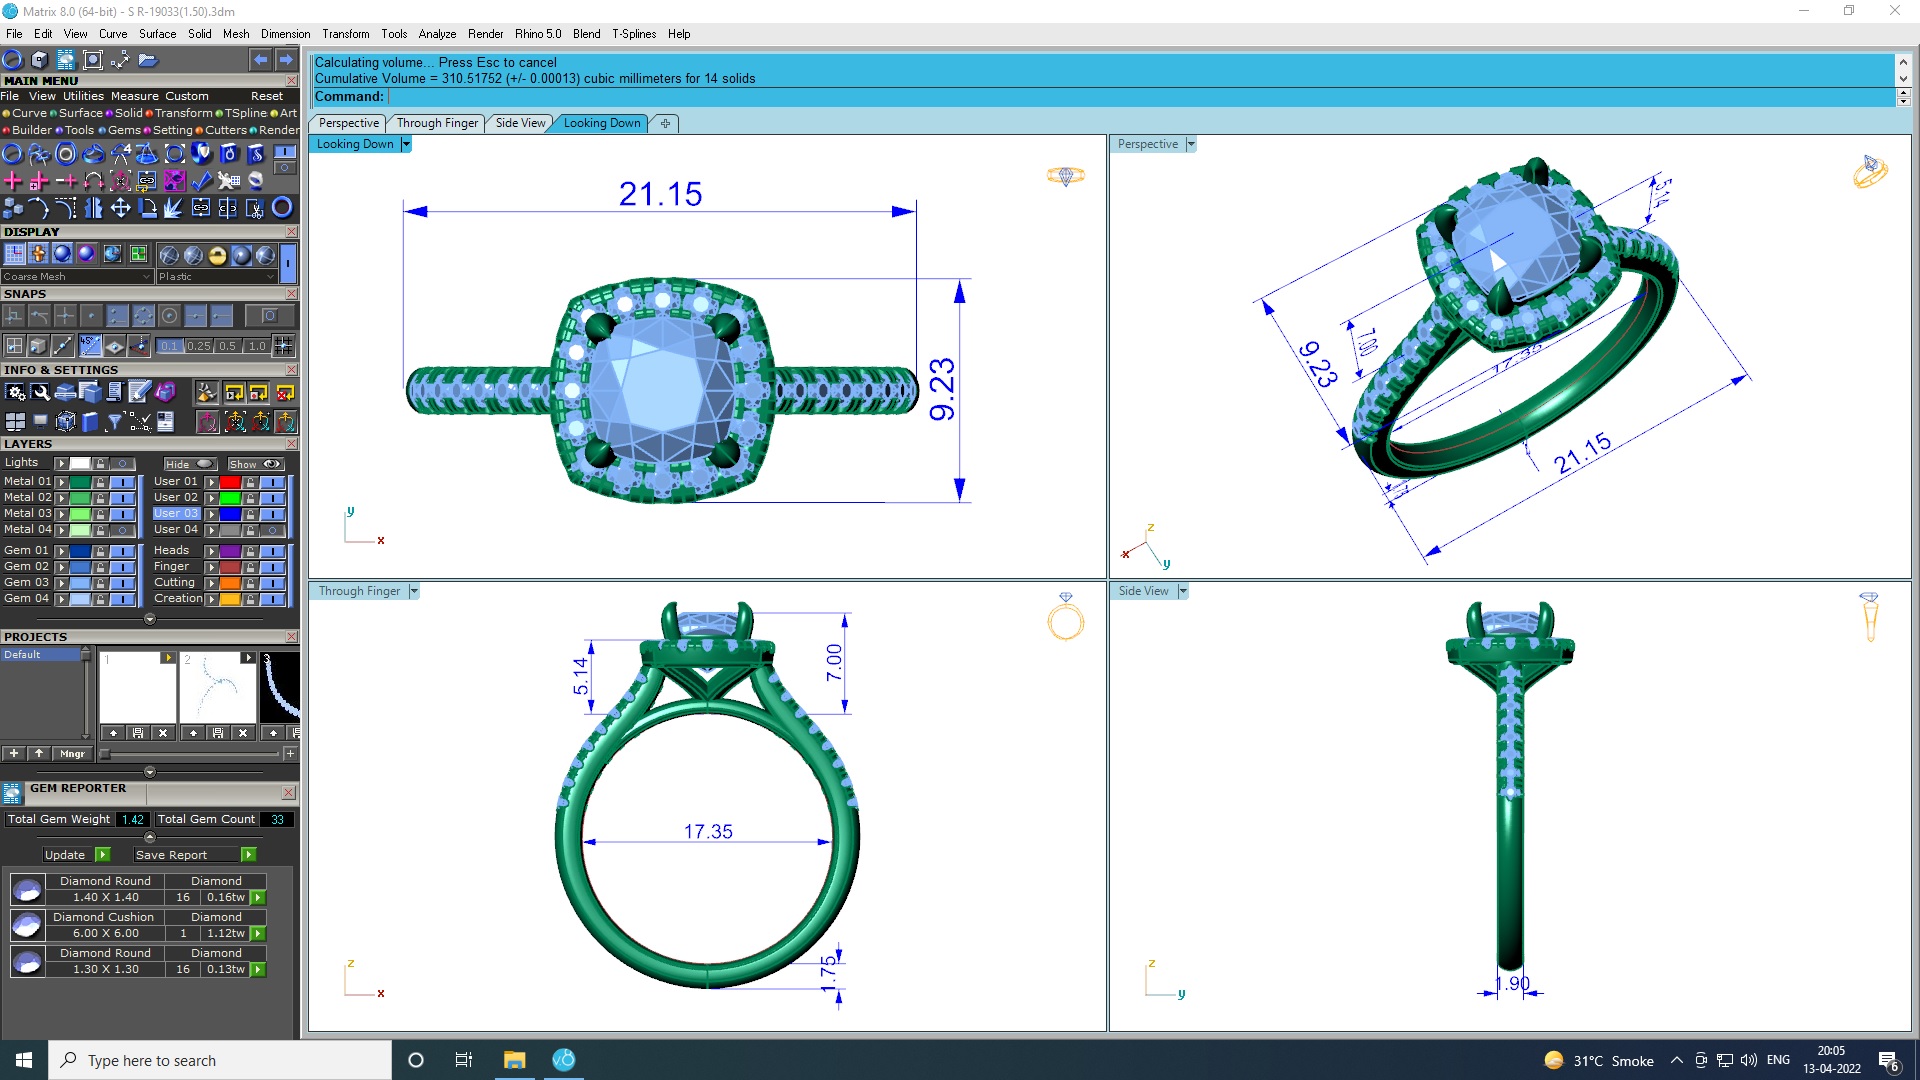 Matrix 8.0 (64-bit) - S R-19033(1.50).3dm
File Edit View Curve Surface Solid Mesh Dimension Transform Tools Analyze Render Rhino 5.0 Blend T-Splines Help
Calculating volume... Press Esc to cancel
Cumulative Volume = 310.51752 (+/- 0.00013) cubic millimeters for 14 solids
Command:
MAIN MENU
File View Utilities Measure Custom Reset
Curve Surface Solid Transform TSpline Art
Builder Tools Gems Setting Cutters Render
DISPLAY
Coarse Mesh Plastic
SNAPS
45°
0.1 0.25 0.5 1.0
INFO & SETTINGS
LAYERS
Lights Hide Show
Metal 01 User 01
Metal 02 User 02
Metal 03 User 03
Metal 04 User 04
Gem 01 Heads
Gem 02 Finger
Gem 03 Cutting
Gem 04 Creation
PROJECTS
Default
1 2 3
Mngr
GEM REPORTER
Total Gem Weight 1.42 Total Gem Count 33
Update Save Report
Diamond Round Diamond
1.40 X 1.40 16 0.16tw
Diamond Cushion Diamond
6.00 X 6.00 1 1.12tw
Diamond Round Diamond
1.30 X 1.30 16 0.13tw
Perspective Through Finger Side View Looking Down
Looking Down
21.15
9.23
y
x
Perspective
5.14
7.00
9.23
17.35
21.15
z
x
y
Through Finger
5.14
7.00
17.35
1.75
z
x
Side View
1.90
z
y
Type here to search
31°C Smoke
ENG
20:05
13-04-2022
6